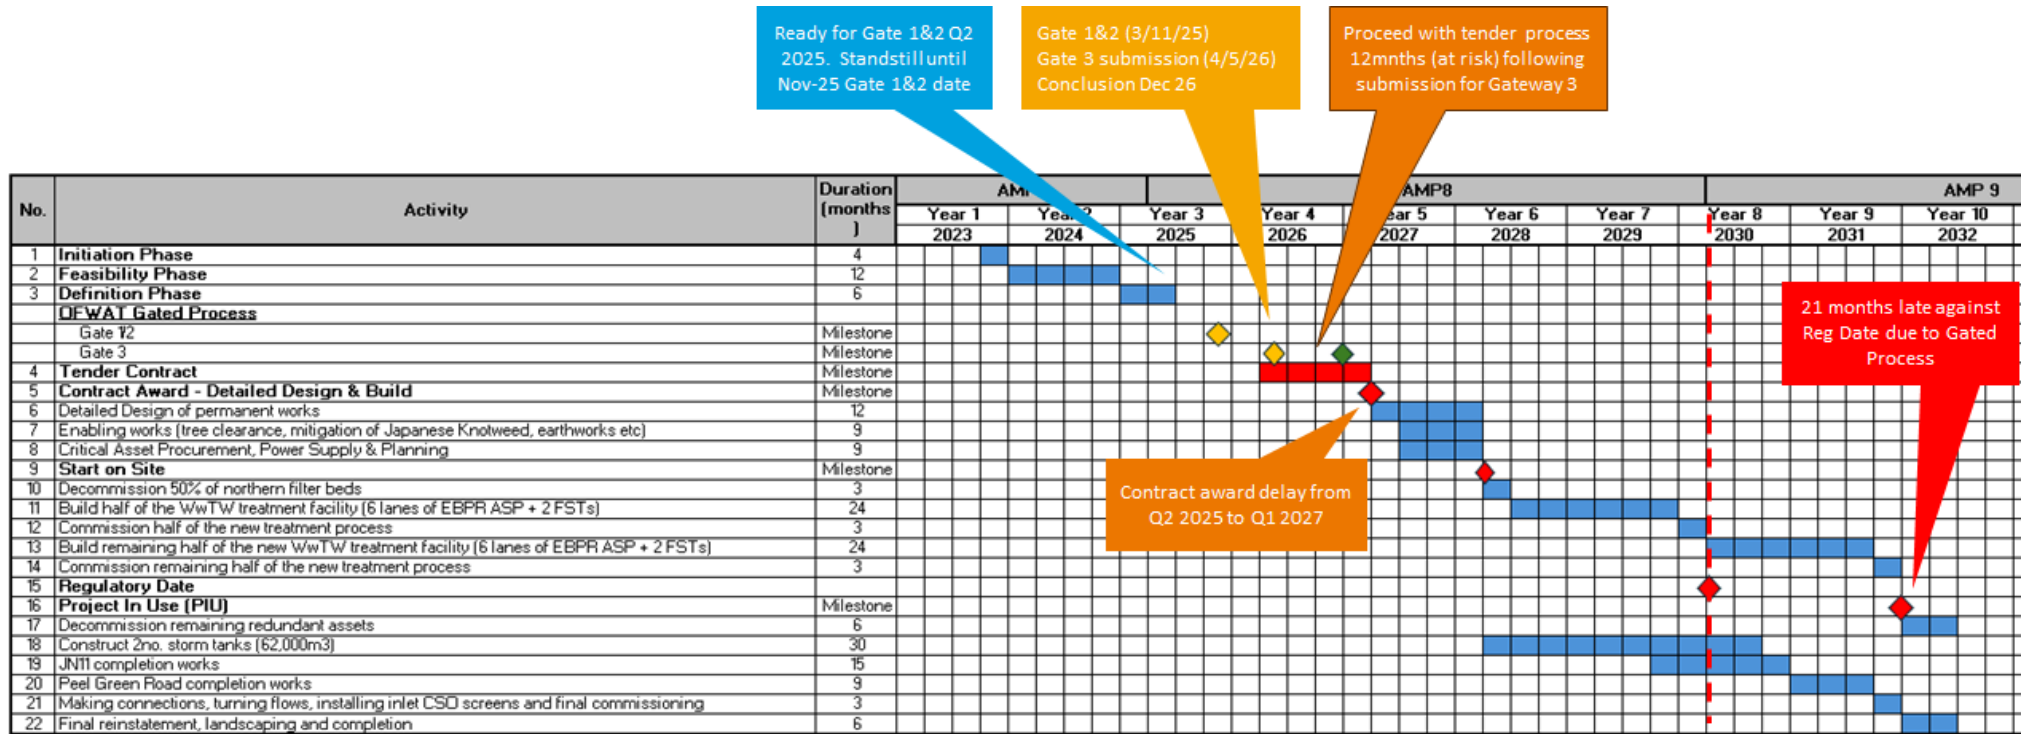 Ready for Gate 1&2 Q2
2025. Standstill until
Nov-25 Gate 1&2 date
Gate 1&2 (3/11/25)
Gate 3 submission (4/5/26)
Conclusion Dec 26
Proceed with tender process
12mnths (at risk) following
submission for Gateway 3
No.
Activity
Duration
(months
)
AM
AMP8
AMP 9
Year 1
Year 3
Year 4
Year 6
Year 7
Year 8
Year 9
Year 10
2023
2024
2025
2026
2027
2028
2029
2030
2031
2032
1 Initiation Phase 4
2 Feasibility Phase 12
3 Definition Phase 6
OFWAT Gated Process
Gate 1/2 Milestone
Gate 3 Milestone
4 Tender Contract Milestone
5 Contract Award - Detailed Design & Build Milestone
6 Detailed Design of permanent works 12
7 Enabling works (tree clearance, mitigation of Japanese Knotweed, earthworks etc) 9
8 Critical Asset Procurement, Power Supply & Planning 9
9 Start on Site Milestone
10 Decommission 50% of northern filter beds 3
11 Build half of the WwTW treatment facility (6 lanes of EBPR ASP + 2 FSTs) 24
12 Commission half of the new treatment process 3
13 Build remaining half of the new WwTW treatment facility (6 lanes of EBPR ASP + 2 FSTs) 24
14 Commission remaining half of the new treatment process 3
15 Regulatory Date
16 Project In Use (PIU) Milestone
17 Decommission remaining redundant assets 6
18 Construct 2no. storm tanks (62,000m3) 30
19 JN11 completion works 15
20 Peel Green Road completion works 9
21 Making connections, turning flows, installing inlet CSO screens and final commissioning 3
22 Final reinstatement, landscaping and completion 6
Contract award delay from
Q2 2025 to Q1 2027
21 months late against
Reg Date due to Gated
Process